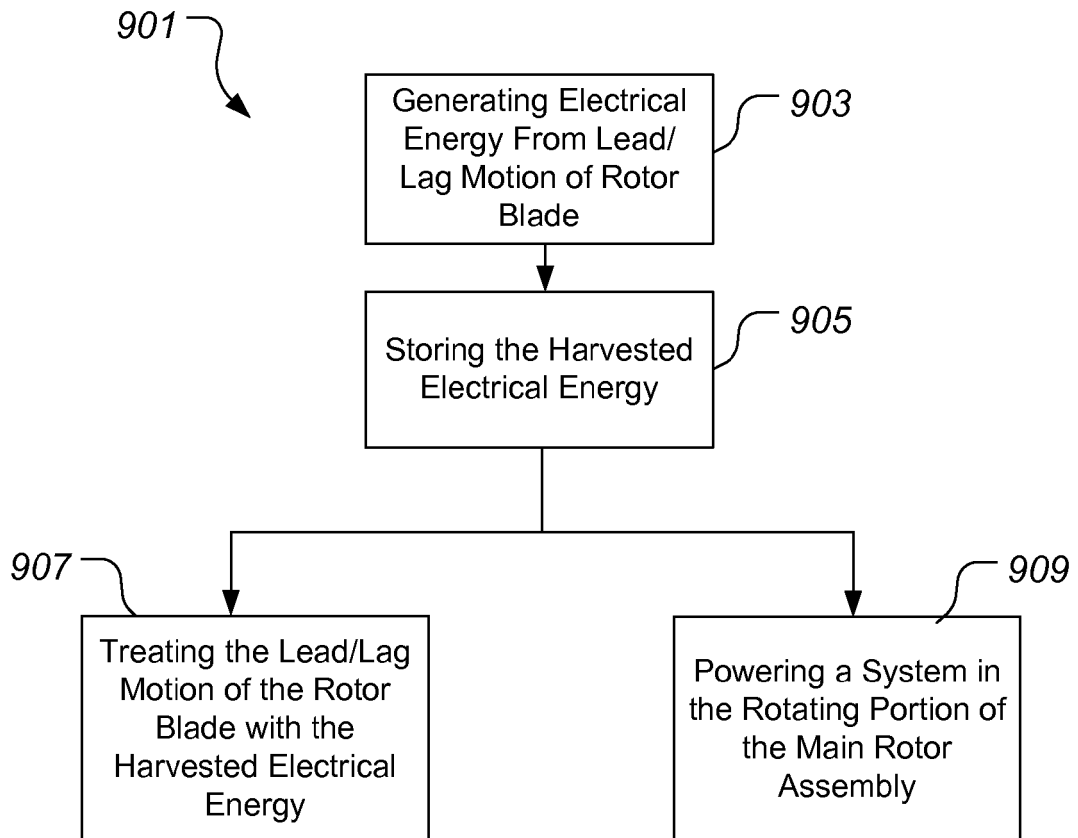 901
Generating Electrical
Energy From Lead/
Lag Motion of Rotor
Blade
903
Storing the Harvested
Electrical Energy
905
907
Treating the Lead/Lag
Motion of the Rotor
Blade with the
Harvested Electrical
Energy
909
Powering a System in
the Rotating Portion of
the Main Rotor
Assembly